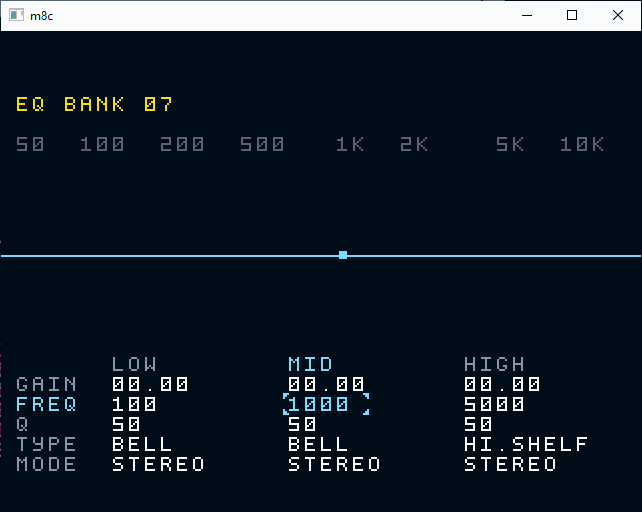 m8c
EQ BANK 07
50 100 200 500 1K 2K 5K 10K
LOW MID HIGH
GAIN 00.00 00.00 00.00
FREQ 100 1000 5000
Q 50 50 50
TYPE BELL BELL HI.SHELF
MODE STEREO STEREO STEREO